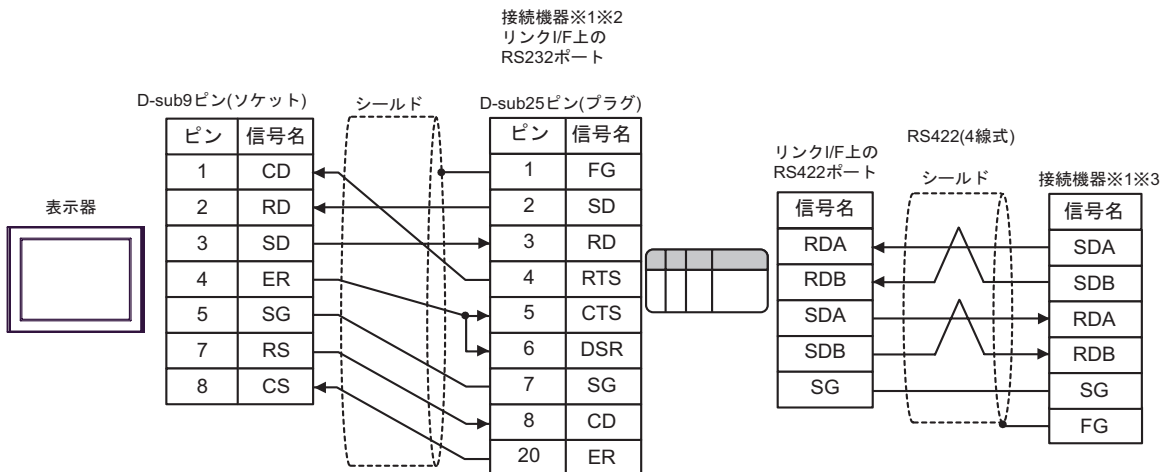 接続機器※1※2
リンクI/F上の
RS232ポート
D-sub9ピン(ソケット)
シールド
D-sub25ピン(プラグ)
ピン 信号名
1 CD
2 RD
3 SD
4 ER
5 SG
7 RS
8 CS
ピン 信号名
1 FG
2 SD
3 RD
4 RTS
5 CTS
6 DSR
7 SG
8 CD
20 ER
表示器
RS422(4線式)
リンクI/F上の
RS422ポート
シールド
接続機器※1※3
信号名
RDA
RDB
SDA
SDB
SG
信号名
SDA
SDB
RDA
RDB
SG
FG